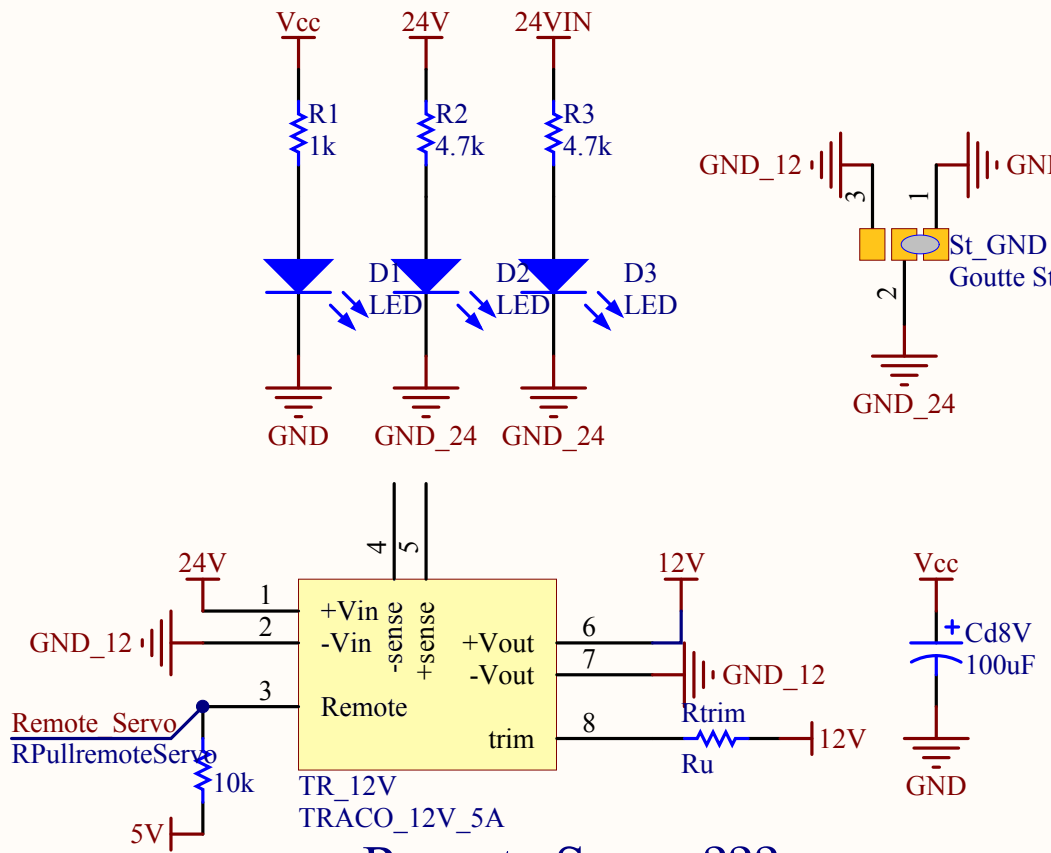 Vcc
24V
24VIN
R1
1k
R2
4.7k
R3
4.7k
GND_12
3
1
St_GND
2
D1
LED
D2
LED
D3
LED
GND
GND_24
GND_24
GND_24
4
5
24V
12V
Vcc
1
+Vin
-sense
+sense
GND_12
2
-Vin
+Vout
6
-Vout
7
GND_12
Cd8V
100uF
3
Remote
Remote_Servo
RPullremoteServo
10k
trim
8
Rtrim
Ru
12V
GND
TR_12V
TRACO_12V_5A
5V